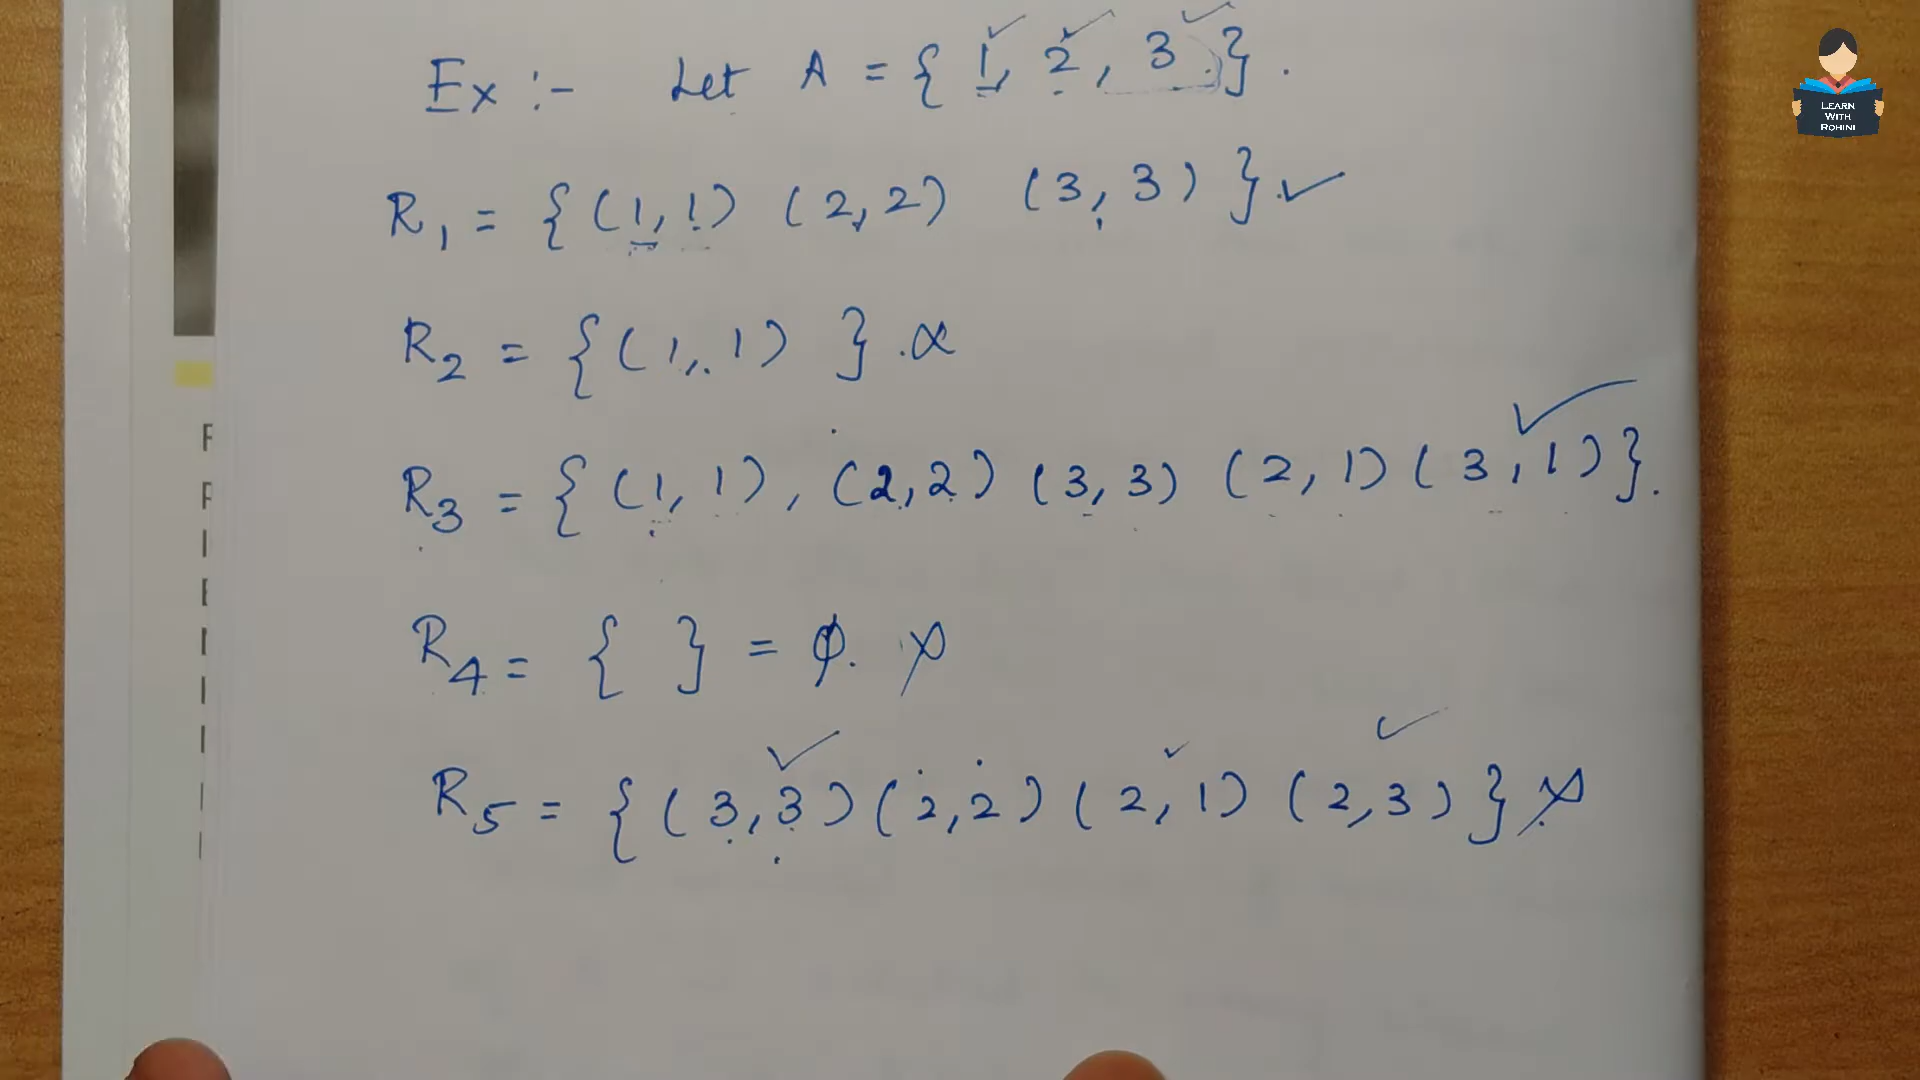 Ex :- Let A = { 1, 2, 3 } .
R₁ = { (1,1) (2,2) (3,3) } ✓
R₂ = { (1,1) } . ×
R₃ = { (1,1), (2,2) (3,3) (2,1) (3,1) }. ✓
R₄ = { } = φ. ×
R₅ = { (3,3) (2,2) (2,1) (2,3) } ×
LEARN
WITH
ROHINI